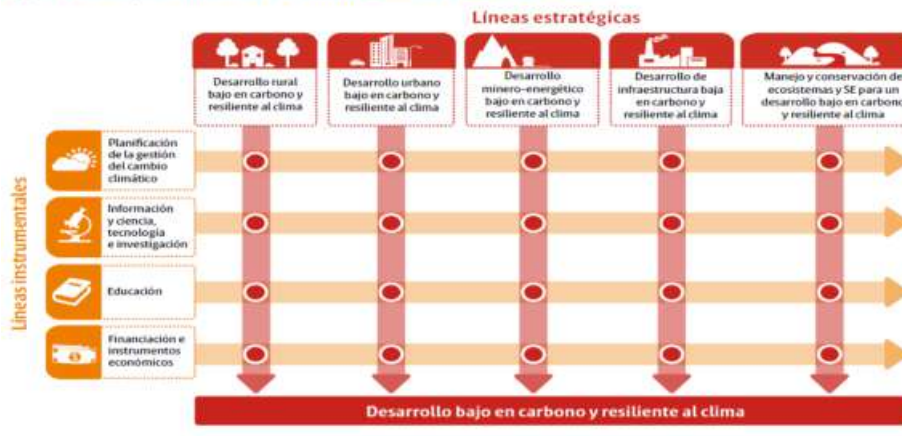 Líneas estratégicas
Desarrollo rural
bajo en carbono y
resiliente al clima
Desarrollo urbano
bajo en carbono y
resiliente al clima
Desarrollo
minero-energético
bajo en carbono y
resiliente al clima
Desarrollo de
infraestructura baja
en carbono y
resiliente al clima
Manejo y conservación de
ecosistemas y SE para un
desarrollo bajo en carbono
y resiliente al clima
Líneas instrumentales
Planificación
de la gestión
del cambio
climático
Información
y ciencia,
tecnología
e investigación
Educación
Financiación e
instrumentos
económicos
Desarrollo bajo en carbono y resiliente al clima